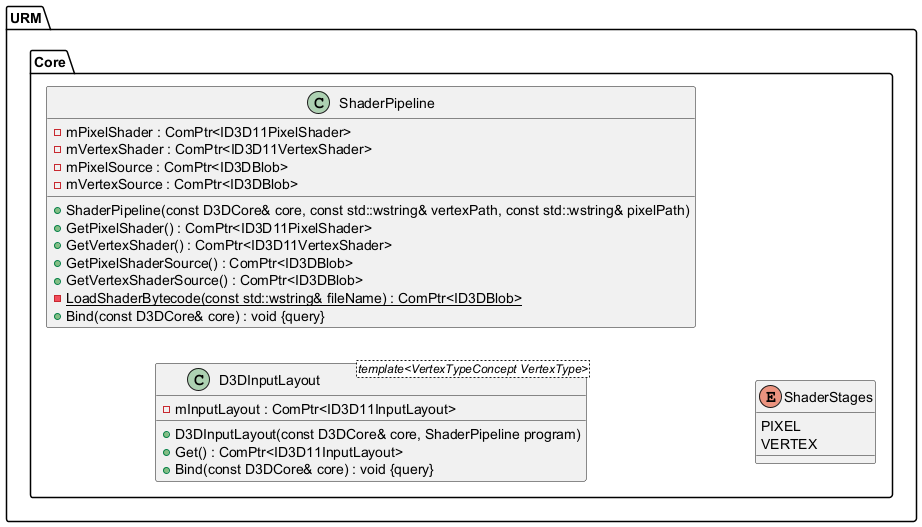 URM
Core
C ShaderPipeline
mPixelShader : ComPtr<ID3D11PixelShader>
mVertexShader : ComPtr<ID3D11VertexShader>
mPixelSource : ComPtr<ID3DBlob>
mVertexSource : ComPtr<ID3DBlob>
ShaderPipeline(const D3DCore& core, const std::wstring& vertexPath, const std::wstring& pixelPath)
GetPixelShader() : ComPtr<ID3D11PixelShader>
GetVertexShader() : ComPtr<ID3D11VertexShader>
GetPixelShaderSource() : ComPtr<ID3DBlob>
GetVertexShaderSource() : ComPtr<ID3DBlob>
LoadShaderBytecode(const std::wstring& fileName) : ComPtr<ID3DBlob>
Bind(const D3DCore& core) : void {query}
template<VertexTypeConcept VertexType>
C D3DInputLayout
mInputLayout : ComPtr<ID3D11InputLayout>
D3DInputLayout(const D3DCore& core, ShaderPipeline program)
Get() : ComPtr<ID3D11InputLayout>
Bind(const D3DCore& core) : void {query}
E ShaderStages
PIXEL
VERTEX